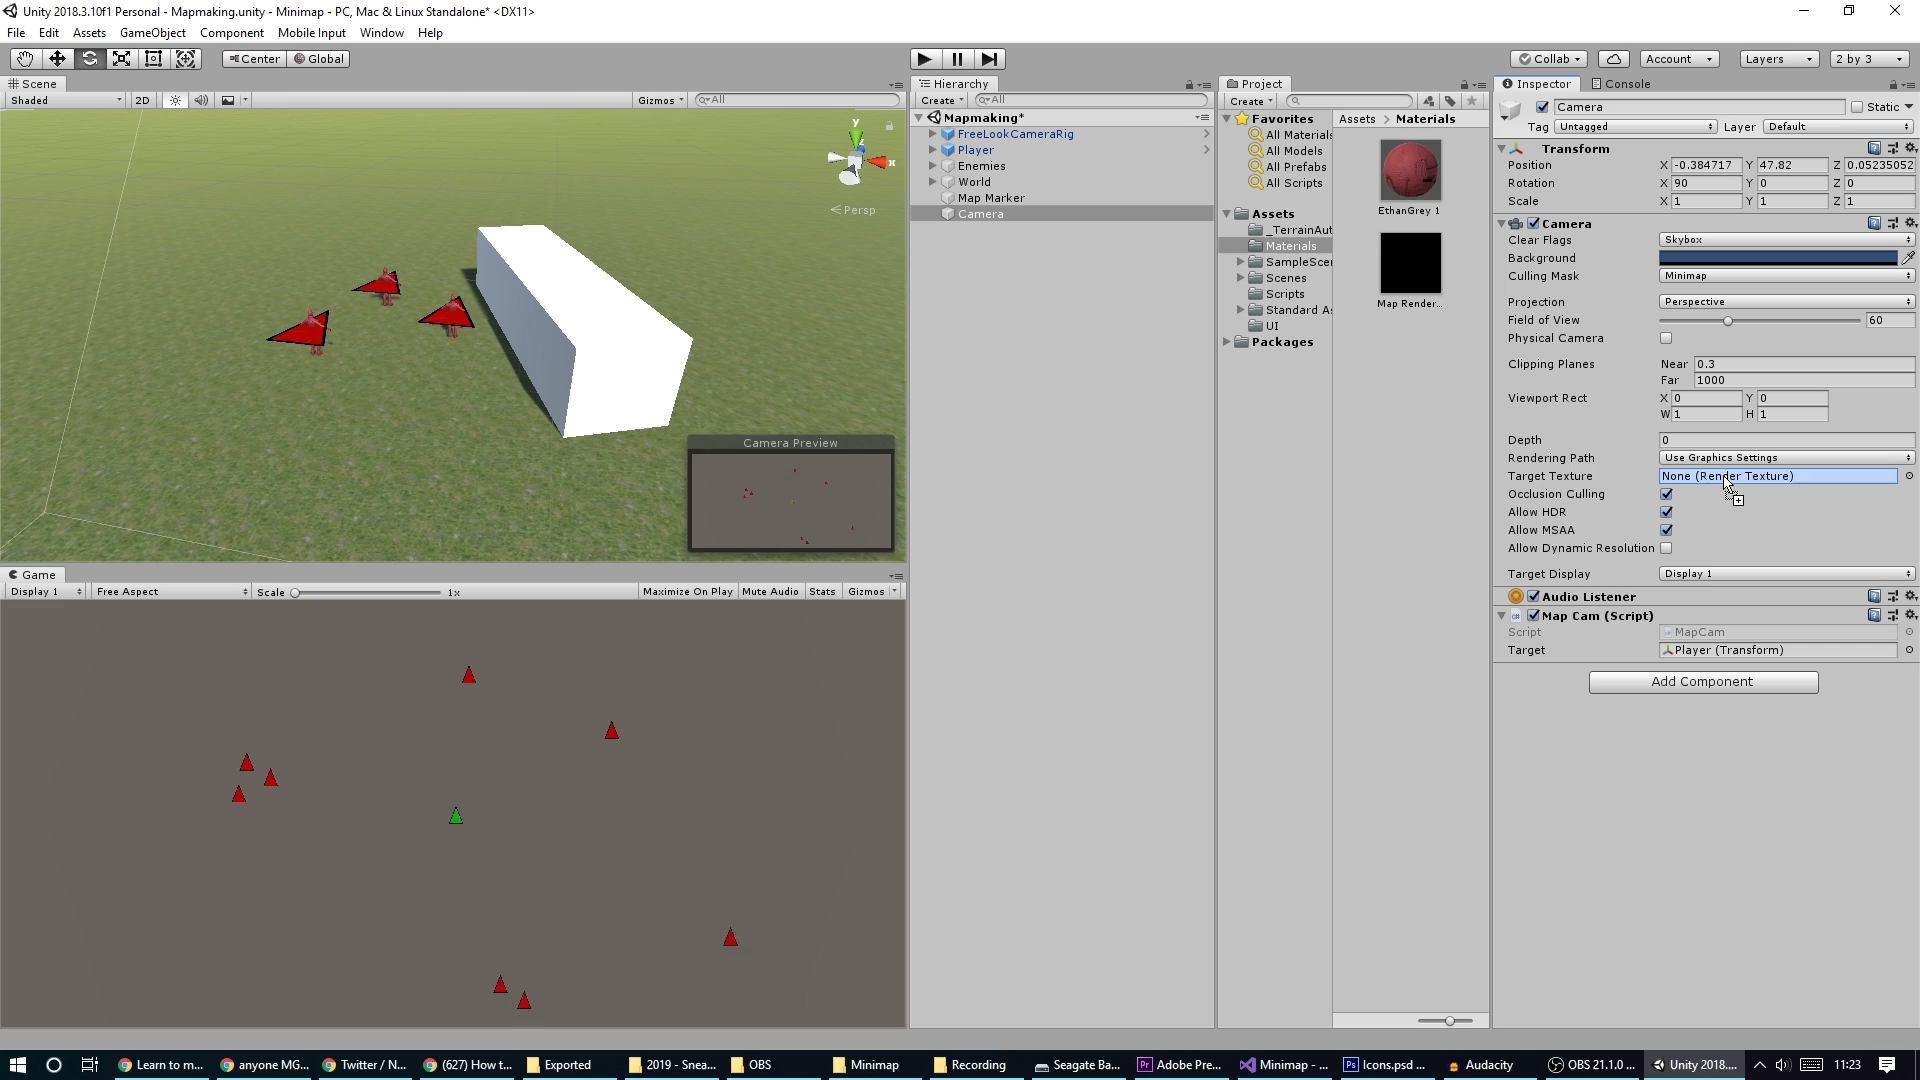 Unity 2018.3.10f1 Personal - Mapmaking.unity - Minimap - PC, Mac & Linux Standalone* <DX11>
File Edit Assets GameObject Component Mobile Input Window Help
Center Global
Collab Account Layers 2 by 3
Scene
Shaded 2D Gizmos All
y
x
Persp
Camera Preview
Game
Display 1 Free Aspect Scale 1x Maximize On Play Mute Audio Stats Gizmos
Hierarchy
Create All
Mapmaking*
FreeLookCameraRig
Player
Enemies
World
Map Marker
Camera
Project
Create
Favorites
All Materials
All Models
All Prefabs
All Scripts
Assets
_TerrainAut
Materials
SampleScen
Scenes
Scripts
Standard As
UI
Packages
Assets > Materials
EthanGrey 1
Map Render...
Inspector Console
Camera Static
Tag Untagged Layer Default
Transform
Position X -0.384717 Y 47.82 Z 0.05235052
Rotation X 90 Y 0 Z 0
Scale X 1 Y 1 Z 1
Camera
Clear Flags Skybox
Background
Culling Mask Minimap
Projection Perspective
Field of View 60
Physical Camera
Clipping Planes Near 0.3
Far 1000
Viewport Rect X 0 Y 0
W 1 H 1
Depth 0
Rendering Path Use Graphics Settings
Target Texture None (Render Texture)
Occlusion Culling
Allow HDR
Allow MSAA
Allow Dynamic Resolution
Target Display Display 1
Audio Listener
Map Cam (Script)
Script MapCam
Target Player (Transform)
Add Component
Learn to m... anyone MG... Twitter / N... (627) How t... Exported 2019 - Snea... OBS Minimap Recording Seagate Ba... Adobe Pre... Minimap - ... Icons.psd ... Audacity OBS 21.1.0 ... Unity 2018.... 11:23